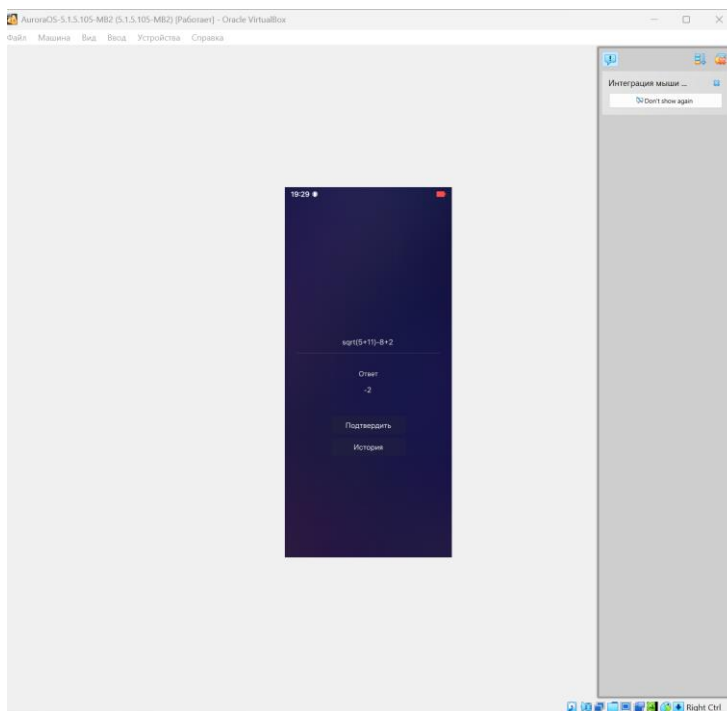 AuroraOS-5.1.5.105-MB2 (5.1.5.105-MB2) [Работает] - Oracle VirtualBox
Файл Машина Вид Ввод Устройства Справка
Интеграция мыши ...
Don't show again
19:29
sqrt(5+11)-8+2
Ответ
-2
Подтвердить
История
Right Ctrl